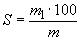 S = m₁·100 / m